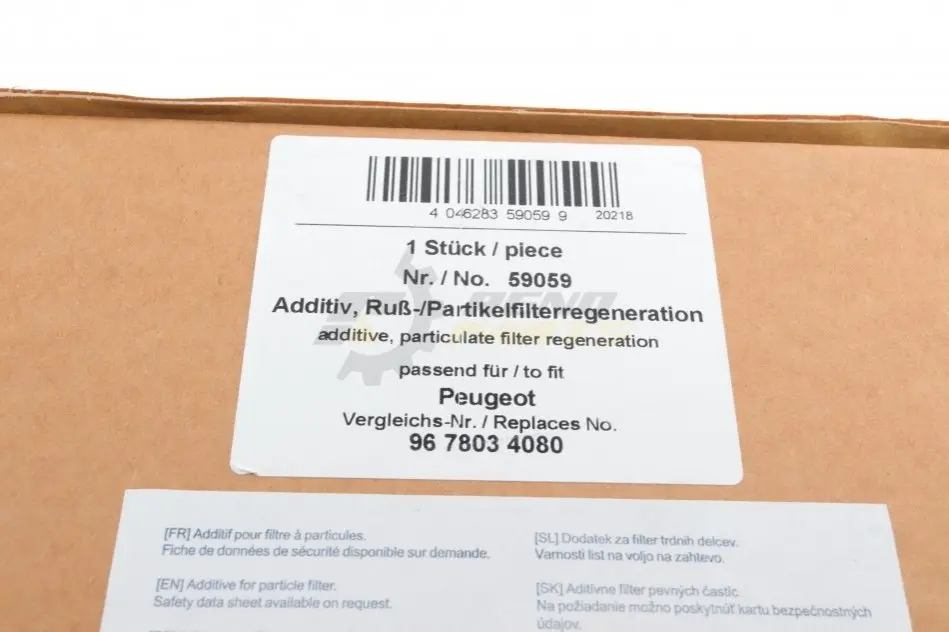 4 046283 59059 9 20218
1 Stück / piece
Nr. / No. 59059
Additiv, Ruß-/Partikelfilterregeneration
additive, particulate filter regeneration
passend für / to fit
Peugeot
Vergleichs-Nr. / Replaces No.
96 7803 4080
[FR] Additif pour filtre à particules.
Fiche de données de sécurité disponible sur demande.
[EN] Additive for particle filter.
Safety data sheet available on request.
[SL] Dodatek za filter trdnih delcev.
Varnosti list na voljo na zahtevo.
[SK] Aditívne filter pevných častíc.
Na požiadanie možno poskytnúť kartu bezpečnostných
údajov.